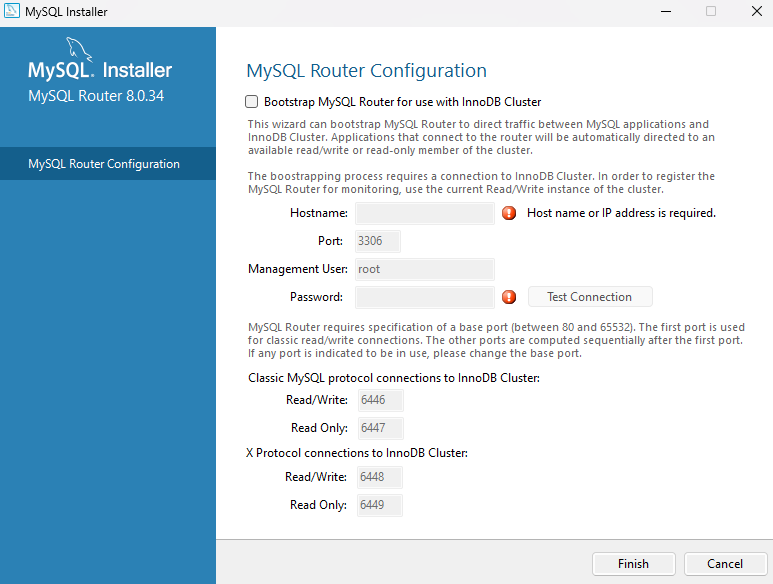 MySQL Installer
MySQL. Installer
MySQL Router 8.0.34
MySQL Router Configuration
MySQL Router Configuration
Bootstrap MySQL Router for use with InnoDB Cluster
This wizard can bootstrap MySQL Router to direct traffic between MySQL applications and
InnoDB Cluster. Applications that connect to the router will be automatically directed to an
available read/write or read-only member of the cluster.
The boostrapping process requires a connection to InnoDB Cluster. In order to register the
MySQL Router for monitoring, use the current Read/Write instance of the cluster.
Hostname: Host name or IP address is required.
Port: 3306
Management User: root
Password: Test Connection
MySQL Router requires specification of a base port (between 80 and 65532). The first port is used
for classic read/write connections. The other ports are computed sequentially after the first port.
If any port is indicated to be in use, please change the base port.
Classic MySQL protocol connections to InnoDB Cluster:
Read/Write: 6446
Read Only: 6447
X Protocol connections to InnoDB Cluster:
Read/Write: 6448
Read Only: 6449
Finish Cancel